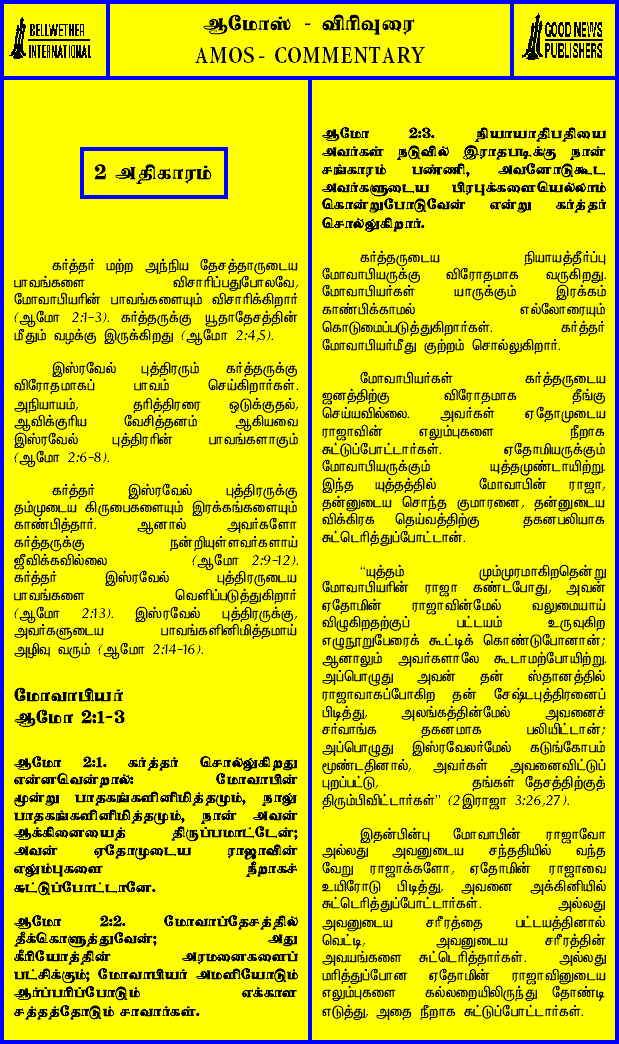 BELLWETHER
INTERNATIONAL
ஆமோஸ் - விரிவுரை
AMOS - COMMENTARY
GOOD NEWS
PUBLISHERS
2 அதிகாரம்
கர்த்தர் மற்ற அந்நிய தேசத்தாருடைய
பாவங்களை விசாரிப்பதுபோலவே,
மோவாபியரின் பாவங்களையும் விசாரிக்கிறார்
(ஆமோ 2:1-3). கர்த்தருக்கு யூதாதேசத்தின்
மீதும் வழக்கு இருக்கிறது (ஆமோ 2:4,5).
இஸ்ரவேல் புத்திரரும் கர்த்தருக்கு
விரோதமாகப் பாவம் செய்கிறார்கள்.
அநியாயம், தரித்திரரை ஒடுக்குதல்,
ஆவிக்குரிய வேசித்தனம் ஆகியவை
இஸ்ரவேல் புத்திரரின் பாவங்களாகும்
(ஆமோ 2:6-8).
கர்த்தர் இஸ்ரவேல் புத்திரருக்கு
தம்முடைய கிருபைகளையும் இரக்கங்களையும்
காண்பித்தார். ஆனால் அவர்களோ
கர்த்தருக்கு நன்றியுள்ளவர்களாய்
ஜீவிக்கவில்லை (ஆமோ 2:9-12).
கர்த்தர் இஸ்ரவேல் புத்திரருடைய
பாவங்களை வெளிப்படுத்துகிறார்
(ஆமோ 2:13). இஸ்ரவேல் புத்திரருக்கு,
அவர்களுடைய பாவங்களினிமித்தமாய்
அழிவு வரும் (ஆமோ 2:14-16).
மோவாபியர்
ஆமோ 2:1-3
ஆமோ 2:1. கர்த்தர் சொல்லுகிறது
என்னவென்றால்: மோவாபின்
மூன்று பாதகங்களினிமித்தமும், நாலு
பாதகங்களினிமித்தமும், நான் அவன்
ஆக்கினையைத் திருப்பமாட்டேன்;
அவன் ஏதோமுடைய ராஜாவின்
எலும்புகளை நீறாகச்
சுட்டுப்போட்டானே.
ஆமோ 2:2. மோவாப்தேசத்தில்
தீக்கொளுத்துவேன்; அது
கீரியோத்தின் அரமனைகளைப்
பட்சிக்கும்; மோவாபியர் அமளியோடும்
ஆர்ப்பரிப்போடும் எக்காள
சத்தத்தோடும் சாவார்கள்.
ஆமோ 2:3. நியாயாதிபதியை
அவர்கள் நடுவில் இராதபடிக்கு நான்
சங்காரம் பண்ணி, அவனோடுகூட
அவர்களுடைய பிரபுக்களையெல்லாம்
கொன்றுபோடுவேன் என்று கர்த்தர்
சொல்லுகிறார்.
கர்த்தருடைய நியாயத்தீர்ப்பு
மோவாபியருக்கு விரோதமாக வருகிறது.
மோவாபியர்கள் யாருக்கும் இரக்கம்
காண்பிக்காமல் எல்லோரையும்
கொடுமைப்படுத்துகிறார்கள். கர்த்தர்
மோவாபியர்மீது குற்றம் சொல்லுகிறார்.
மோவாபியர்கள் கர்த்தருடைய
ஜனத்திற்கு விரோதமாக தீங்கு
செய்யவில்லை. அவர்கள் ஏதோமுடைய
ராஜாவின் எலும்புகளை நீறாக
சுட்டுப்போட்டார்கள். ஏதோமியருக்கும்
மோவாபியருக்கும் யுத்தமுண்டாயிற்று.
இந்த யுத்தத்தில் மோவாபின் ராஜா,
தன்னுடைய சொந்த குமாரனை, தன்னுடைய
விக்கிரக தெய்வத்திற்கு தகனபலியாக
சுட்டெரித்துப்போட்டான்.
“யுத்தம் மும்முரமாகிறதென்று
மோவாபியரின் ராஜா கண்டபோது, அவன்
ஏதோமின் ராஜாவின்மேல் வலுமையாய்
விழுகிறதற்குப் பட்டயம் உருவுகிற
எழுநூறுபேரைக் கூட்டிக் கொண்டுபோனான்;
ஆனாலும் அவர்களாலே கூடாமற்போயிற்று.
அப்பொழுது அவன் தன் ஸ்தானத்தில்
ராஜாவாகப்போகிற தன் சேஷ்டபுத்திரனைப்
பிடித்து, அலங்கத்தின்மேல் அவனைச்
சர்வாங்க தகனமாக பலியிட்டான்;
அப்பொழுது இஸ்ரவேலர்மேல் கடுங்கோபம்
மூண்டதினால், அவர்கள் அவனைவிட்டுப்
புறப்பட்டு, தங்கள் தேசத்திற்குத்
திரும்பிவிட்டார்கள்” (2இராஜா 3:26,27).
இதன்பின்பு மோவாபின் ராஜாவோ
அல்லது அவனுடைய சந்ததியில் வந்த
வேறு ராஜாக்களோ, ஏதோமின் ராஜாவை
உயிரோடு பிடித்து, அவனை அக்கினியில்
சுட்டெரித்துப்போட்டார்கள். அல்லது
அவனுடைய சரீரத்தை பட்டயத்தினால்
வெட்டி, அவனுடைய சரீரத்தின்
அவயங்களை சுட்டெரித்தார்கள். அல்லது
மரித்துப்போன ஏதோமின் ராஜாவினுடைய
எலும்புகளை கல்லறையிலிருந்து தோண்டி
எடுத்து, அதை நீறாக சுட்டுப்போட்டார்கள்.